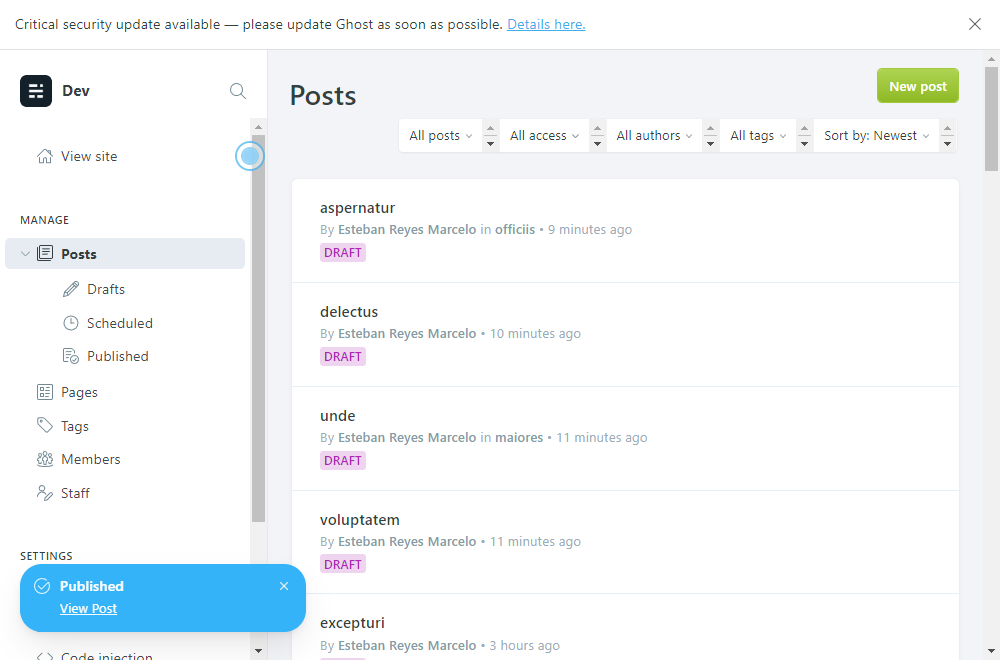 Critical security update available — please update Ghost as soon as possible. Details here.
Dev
View site
MANAGE
Posts
Drafts
Scheduled
Published
Pages
Tags
Members
Staff
SETTINGS
Published
View Post
Code injection
Posts
New post
All posts
All access
All authors
All tags
Sort by: Newest
aspernatur
By Esteban Reyes Marcelo in officiis • 9 minutes ago
DRAFT
delectus
By Esteban Reyes Marcelo • 10 minutes ago
DRAFT
unde
By Esteban Reyes Marcelo in maiores • 11 minutes ago
DRAFT
voluptatem
By Esteban Reyes Marcelo • 11 minutes ago
DRAFT
excepturi
By Esteban Reyes Marcelo • 3 hours ago